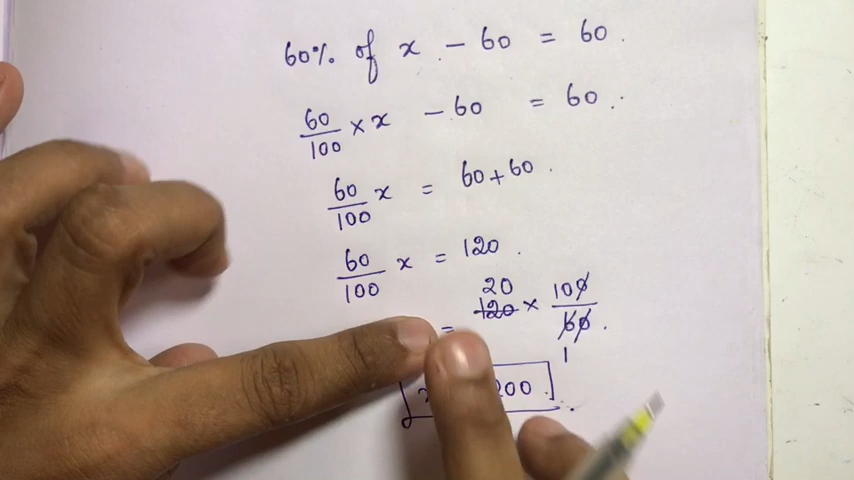 60% of x - 60 = 60.
60/100 × x - 60 = 60.
60/100 x = 60 + 60.
60/100 x = 120.
20
= 120 × 100/60.
1
200